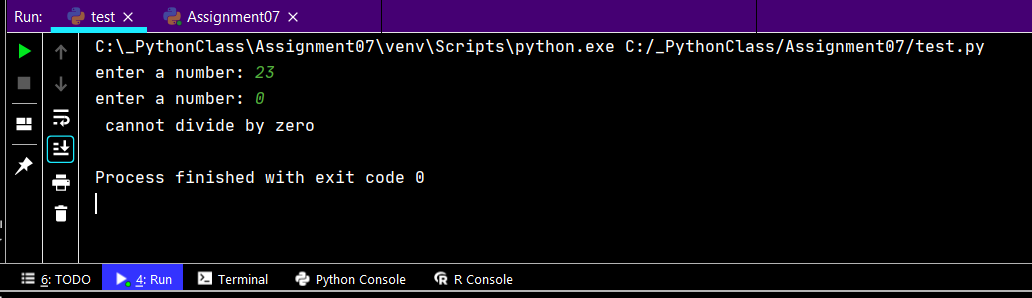 Run: test × Assignment07 ×
C:\_PythonClass\Assignment07\venv\Scripts\python.exe C:/_PythonClass/Assignment07/test.py
enter a number: 23
enter a number: 0
 cannot divide by zero
Process finished with exit code 0
6: TODO 4: Run Terminal Python Console R Console